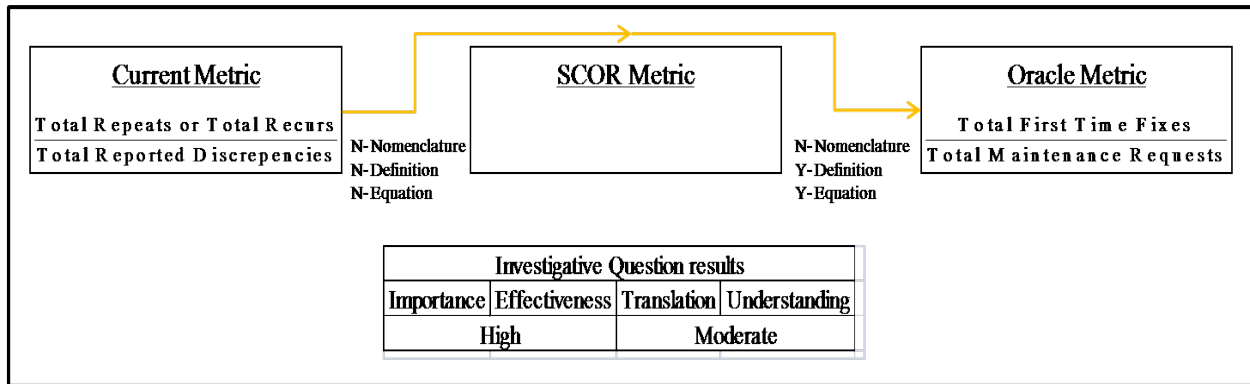 Current Metric
Total Repeats or Total Recurs
Total Reported Discrepencies
N-Nomenclature
N-Definition
N-Equation
SCOR Metric
N-Nomenclature
Y-Definition
Y-Equation
Oracle Metric
Total First Time Fixes
Total Maintenance Requests
Investigative Question results
Importance Effectiveness Translation Understanding
High Moderate